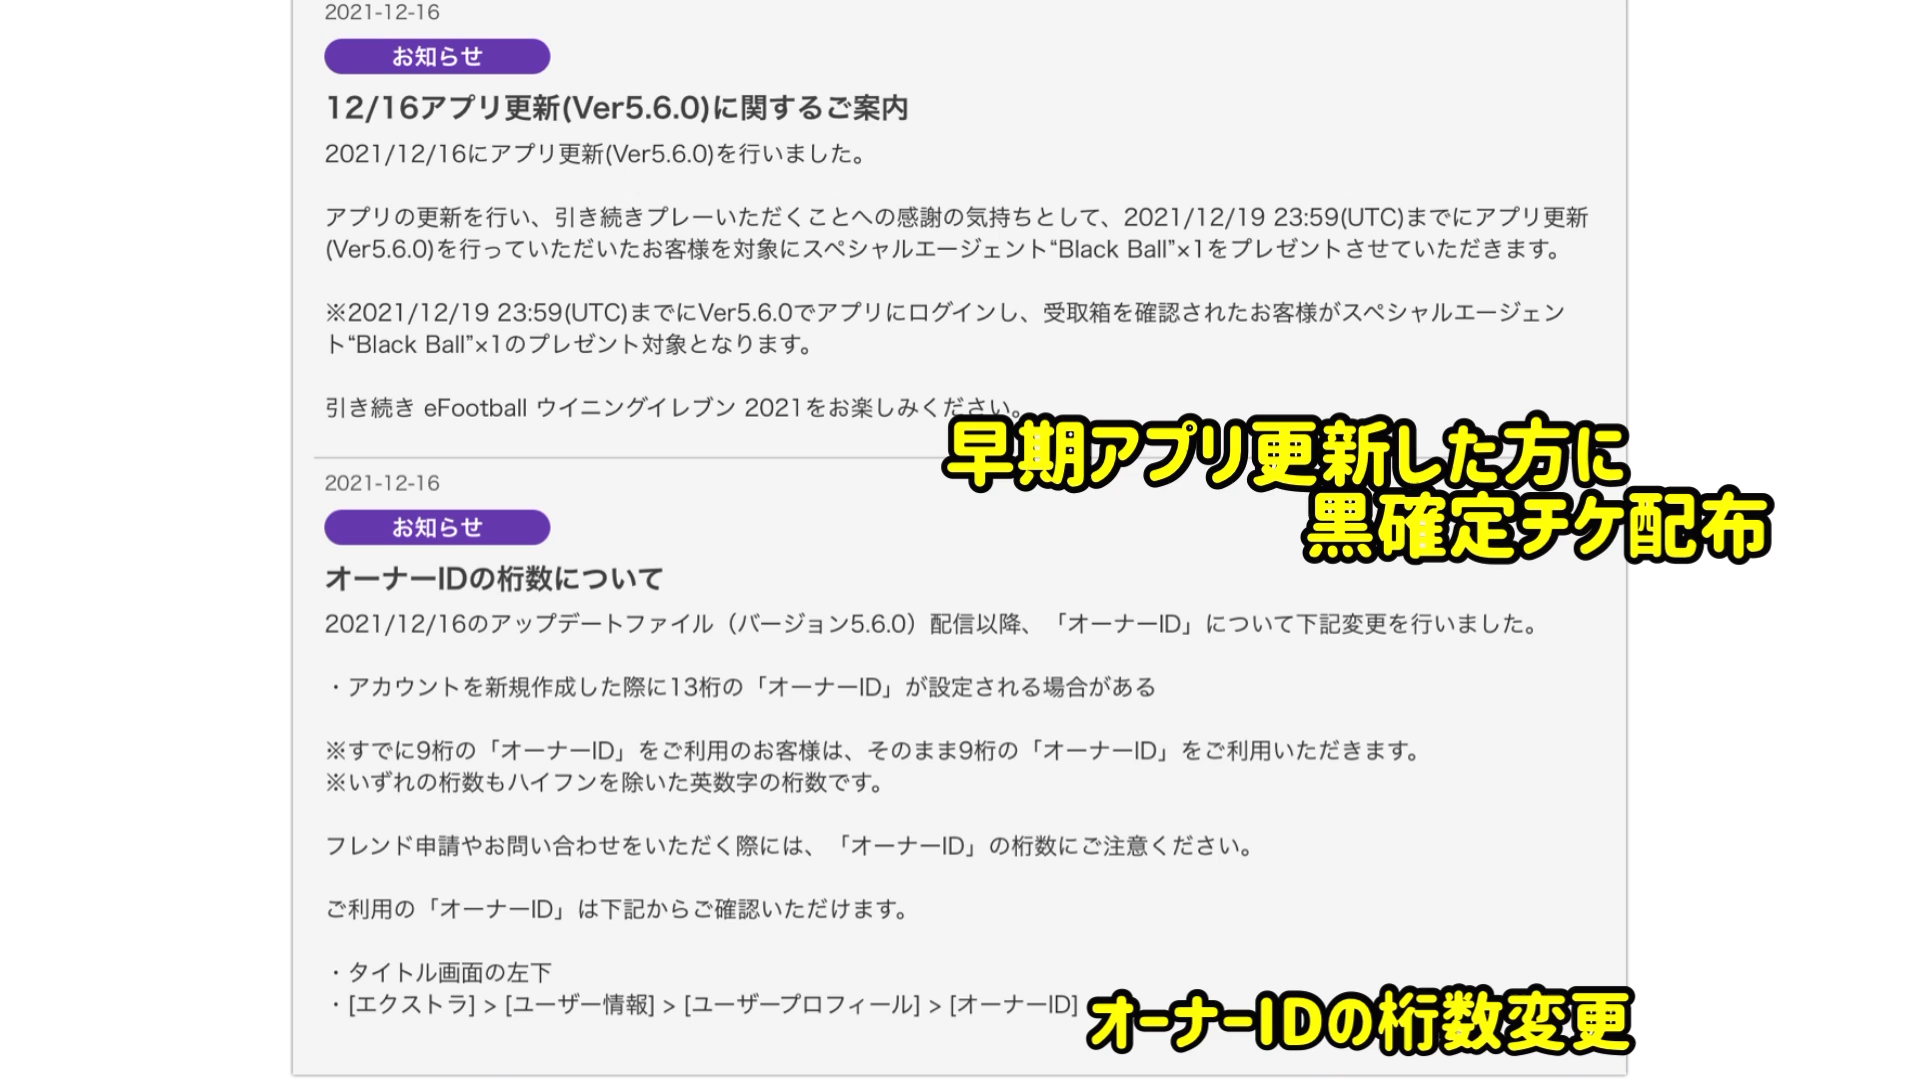 2021-12-16
お知らせ
12/16アプリ更新(Ver5.6.0)に関するご案内
2021/12/16にアプリ更新(Ver5.6.0)を行いました。
アプリの更新を行い、引き続きプレーいただくことへの感謝の気持ちとして、2021/12/19 23:59(UTC)までにアプリ更新
(Ver5.6.0)を行っていただいたお客様を対象にスペシャルエージェント“Black Ball”×1をプレゼントさせていただきます。
※2021/12/19 23:59(UTC)までにVer5.6.0でアプリにログインし、受取箱を確認されたお客様がスペシャルエージェン
ト“Black Ball”×1のプレゼント対象となります。
引き続き eFootball ウイニングイレブン 2021をお楽しみください。
早期アプリ更新した方に
黒確定チケ配布
2021-12-16
お知らせ
オーナーIDの桁数について
2021/12/16のアップデートファイル（バージョン5.6.0）配信以降、「オーナーID」について下記変更を行いました。
・アカウントを新規作成した際に13桁の「オーナーID」が設定される場合がある
※すでに9桁の「オーナーID」をご利用のお客様は、そのまま9桁の「オーナーID」をご利用いただきます。
※いずれの桁数もハイフンを除いた英数字の桁数です。
フレンド申請やお問い合わせをいただく際には、「オーナーID」の桁数にご注意ください。
ご利用の「オーナーID」は下記からご確認いただけます。
・タイトル画面の左下
・[エクストラ] > [ユーザー情報] > [ユーザープロフィール] > [オーナーID]
オーナーIDの桁数変更